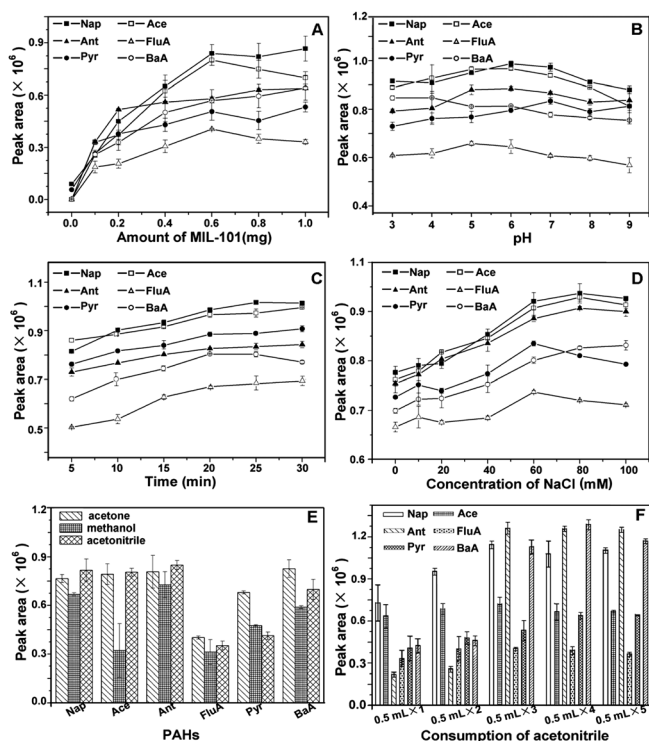 A
Nap Ace
Ant FluA
Pyr BaA
Peak area (× 10⁶)
0.9
0.6
0.3
0.0
0.0 0.2 0.4 0.6 0.8 1.0
Amount of MIL-101(mg)
B
Nap Ace
Ant FluA
Pyr BaA
Peak area (× 10⁶)
1.2
1.0
0.8
0.6
0.4
3 4 5 6 7 8 9
pH
C
Nap Ace
Ant FluA
Pyr BaA
Peak area (× 10⁶)
1.1
0.9
0.7
0.5
5 10 15 20 25 30
Time (min)
D
Nap Ace
Ant FluA
Pyr BaA
Peak area (× 10⁶)
1.0
0.9
0.8
0.7
0.6
0 20 40 60 80 100
Concentration of NaCl (mM)
E
acetone
methanol
acetonitrile
Peak area (× 10⁶)
1.2
0.9
0.6
0.3
0.0
Nap Ace Ant FluA Pyr BaA
PAHs
F
Nap Ace
Ant FluA
Pyr BaA
Peak area (× 10⁶)
1.2
0.9
0.6
0.3
0.0
0.5 mL×1 0.5 mL×2 0.5 mL×3 0.5 mL×4 0.5 mL×5
Consumption of acetonitrile